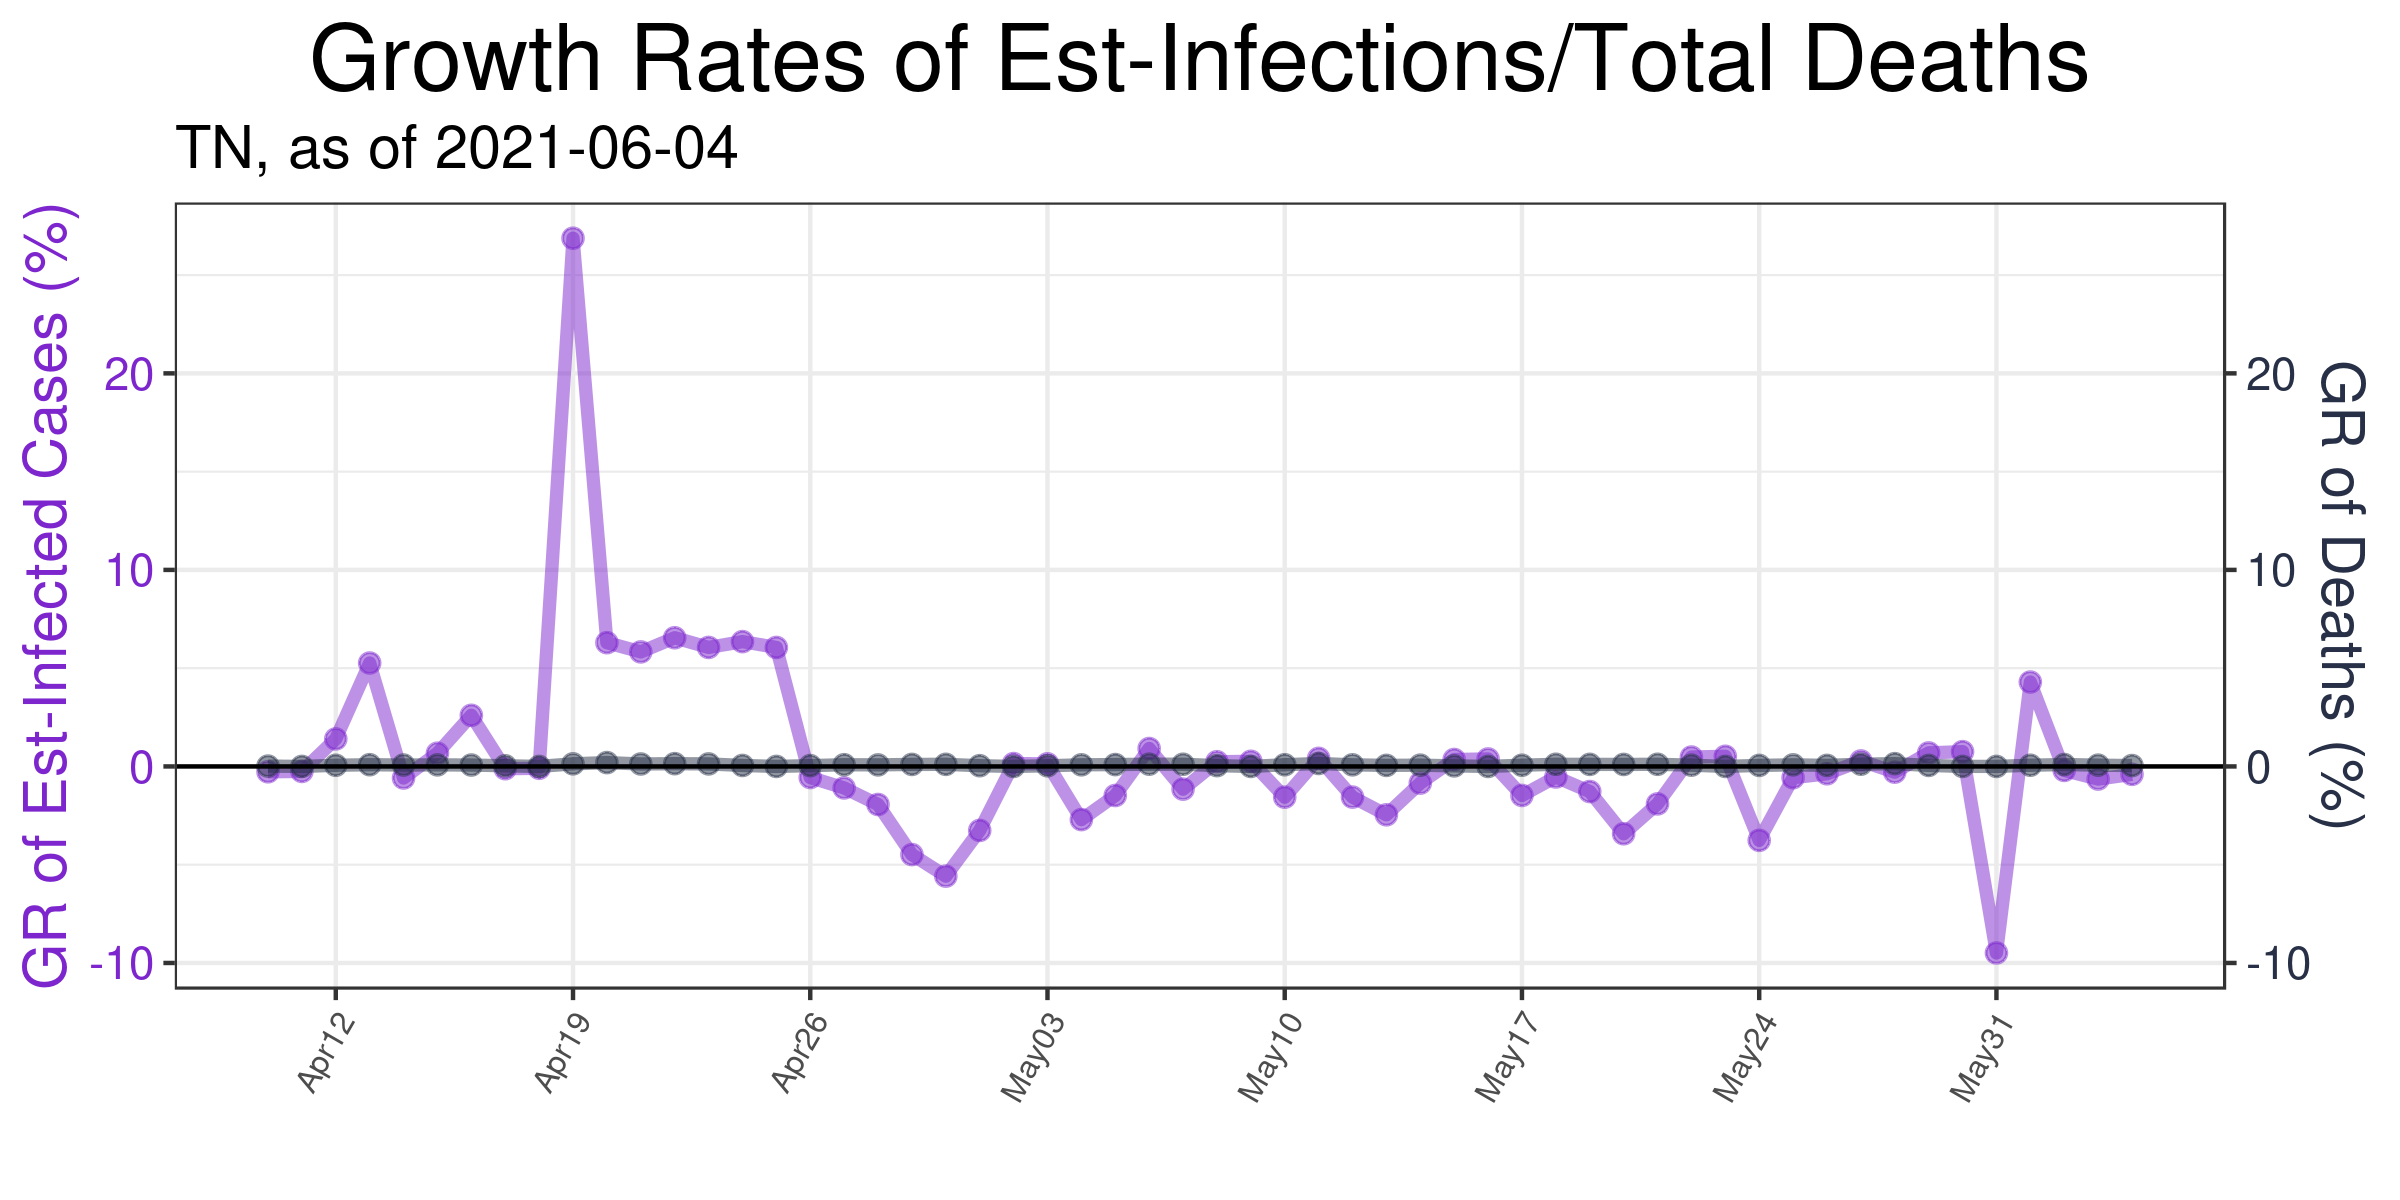 Growth Rates of Est-Infections/Total Deaths
TN, as of 2021-06-04
GR of Est-Infected Cases (%)
20
10
0
-10
20
10
0
-10
GR of Deaths (%)
Apr12
Apr19
Apr26
May03
May10
May17
May24
May31